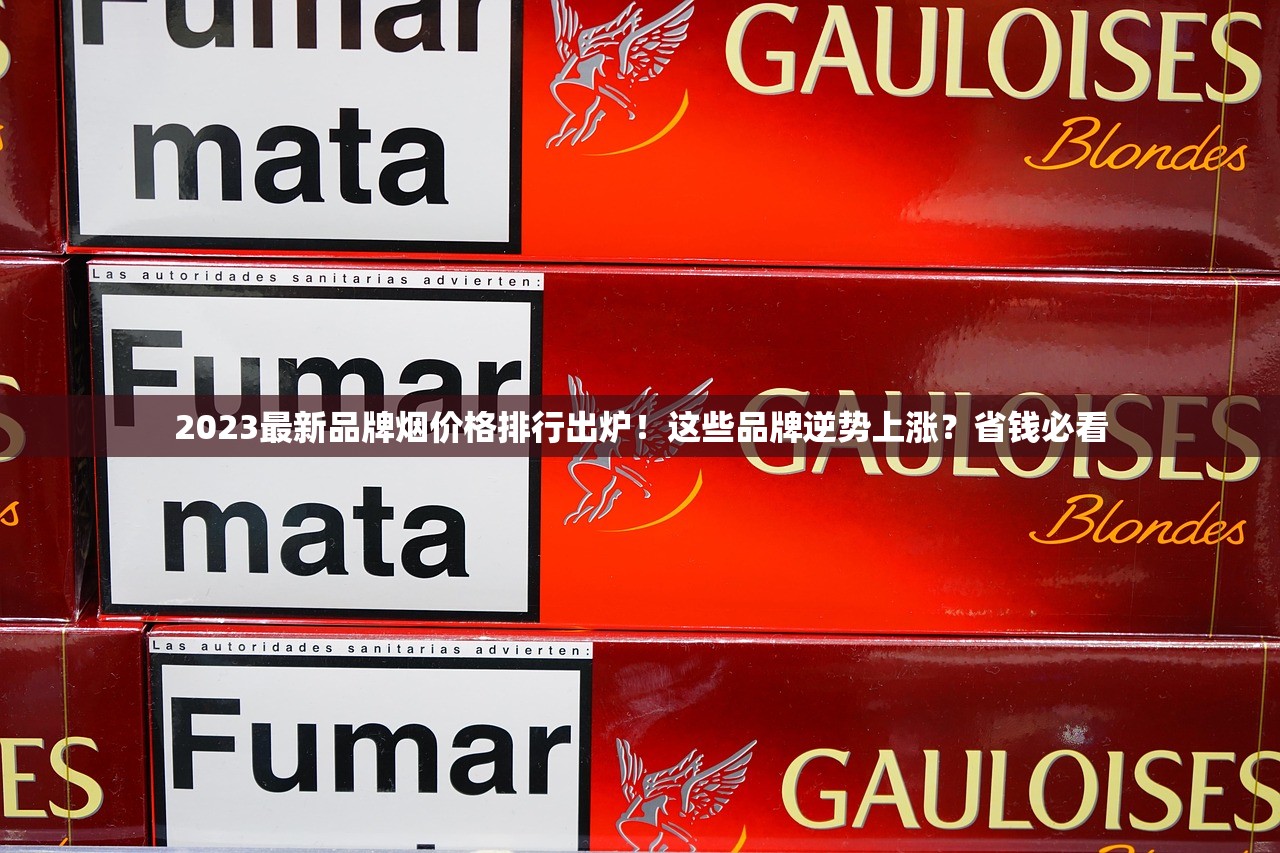 Fumar
mata
GAULOISES
Blondes
Las autoridades sanitarias advierten:
Fumar
2023最新品牌烟价格排行出炉！这些品牌逆势上涨？省钱必看
GAULOISES
mata
Blondes
Las autoridades sanitarias advierten:
Fumar
ES
GAULOISES